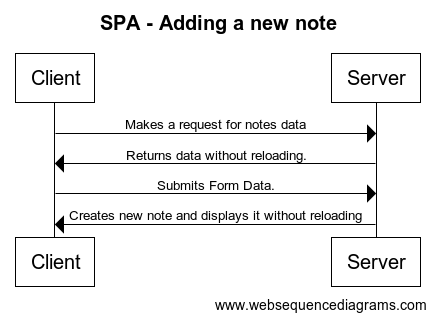 SPA - Adding a new note
Client Server
Makes a request for notes data
Returns data without reloading.
Submits Form Data.
Creates new note and displays it without reloading
Client Server
www.websequencediagrams.com